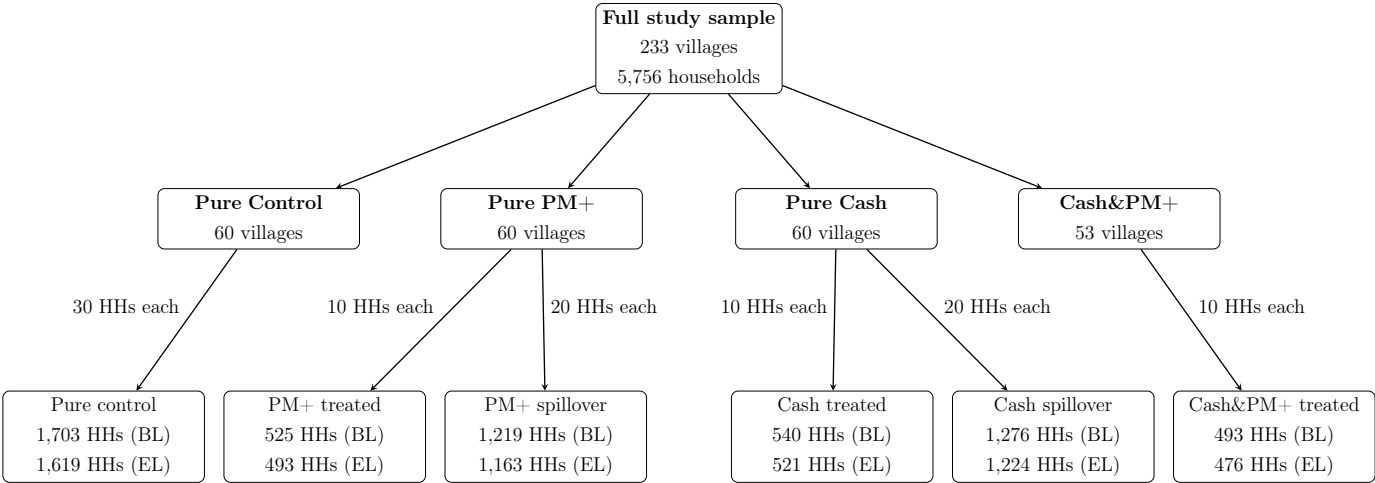 Full study sample
233 villages
5,756 households
Pure Control
60 villages
Pure PM+
60 villages
Pure Cash
60 villages
Cash&PM+
53 villages
30 HHs each
10 HHs each
20 HHs each
10 HHs each
20 HHs each
10 HHs each
Pure control
1,703 HHs (BL)
1,619 HHs (EL)
PM+ treated
525 HHs (BL)
493 HHs (EL)
PM+ spillover
1,219 HHs (BL)
1,163 HHs (EL)
Cash treated
540 HHs (BL)
521 HHs (EL)
Cash spillover
1,276 HHs (BL)
1,224 HHs (EL)
Cash&PM+ treated
493 HHs (BL)
476 HHs (EL)